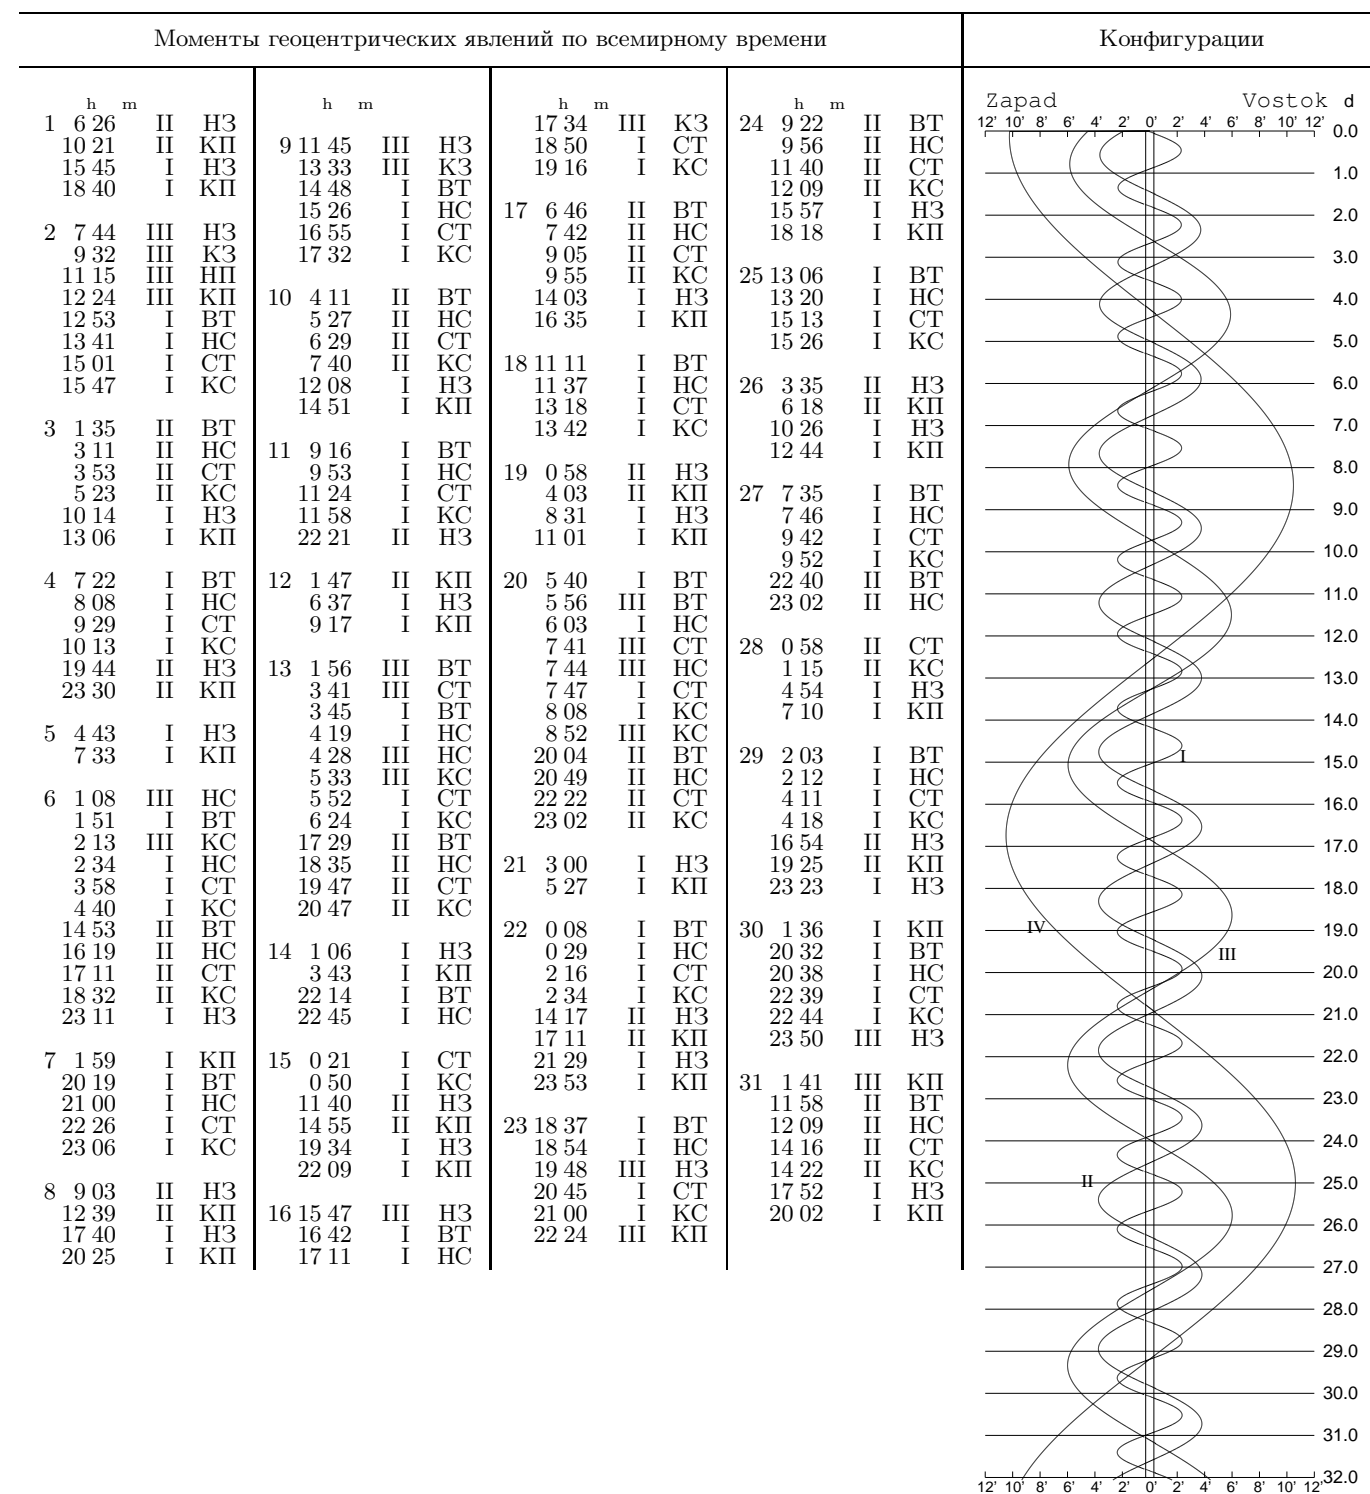 Моменты геоцентрических явлений по всемирному времени
Конфигурации
h m
1 6 26 II НЗ
10 21 II КП
15 45 I НЗ
18 40 I КП
2 7 44 III НЗ
9 32 III КЗ
11 15 III НП
12 24 III КП
12 53 I ВТ
13 41 I НС
15 01 I СТ
15 47 I КС
3 1 35 II ВТ
3 11 II НС
3 53 II СТ
5 23 II КС
10 14 I НЗ
13 06 I КП
4 7 22 I ВТ
8 08 I НС
9 29 I СТ
10 13 I КС
19 44 II НЗ
23 30 II КП
5 4 43 I НЗ
7 33 I КП
6 1 08 III НС
1 51 I ВТ
2 13 III КС
2 34 I НС
3 58 I СТ
4 40 I КС
14 53 II ВТ
16 19 II НС
17 11 II СТ
18 32 II КС
23 11 I НЗ
7 1 59 I КП
20 19 I ВТ
21 00 I НС
22 26 I СТ
23 06 I КС
8 9 03 II НЗ
12 39 II КП
17 40 I НЗ
20 25 I КП
h m
9 11 45 III НЗ
13 33 III КЗ
14 48 I ВТ
15 26 I НС
16 55 I СТ
17 32 I КС
10 4 11 II ВТ
5 27 II НС
6 29 II СТ
7 40 II КС
12 08 I НЗ
14 51 I КП
11 9 16 I ВТ
9 53 I НС
11 24 I СТ
11 58 I КС
22 21 II НЗ
12 1 47 II КП
6 37 I НЗ
9 17 I КП
13 1 56 III ВТ
3 41 III СТ
3 45 I ВТ
4 19 I НС
4 28 III НС
5 33 III КС
5 52 I СТ
6 24 I КС
17 29 II ВТ
18 35 II НС
19 47 II СТ
20 47 II КС
14 1 06 I НЗ
3 43 I КП
22 14 I ВТ
22 45 I НС
15 0 21 I СТ
0 50 I КС
11 40 II НЗ
14 55 II КП
19 34 I НЗ
22 09 I КП
16 15 47 III НЗ
16 42 I ВТ
17 11 I НС
h m
17 34 III КЗ
18 50 I СТ
19 16 I КС
17 6 46 II ВТ
7 42 II НС
9 05 II СТ
9 55 II КС
14 03 I НЗ
16 35 I КП
18 11 11 I ВТ
11 37 I НС
13 18 I СТ
13 42 I КС
19 0 58 II НЗ
4 03 II КП
8 31 I НЗ
11 01 I КП
20 5 40 I ВТ
5 56 III ВТ
6 03 I НС
7 41 III СТ
7 44 III НС
7 47 I СТ
8 08 I КС
8 52 III КС
20 04 II ВТ
20 49 II НС
22 22 II СТ
23 02 II КС
21 3 00 I НЗ
5 27 I КП
22 0 08 I ВТ
0 29 I НС
2 16 I СТ
2 34 I КС
14 17 II НЗ
17 11 II КП
21 29 I НЗ
23 53 I КП
23 18 37 I ВТ
18 54 I НС
19 48 III НЗ
20 45 I СТ
21 00 I КС
22 24 III КП
h m
24 9 22 II ВТ
9 56 II НС
11 40 II СТ
12 09 II КС
15 57 I НЗ
18 18 I КП
25 13 06 I ВТ
13 20 I НС
15 13 I СТ
15 26 I КС
26 3 35 II НЗ
6 18 II КП
10 26 I НЗ
12 44 I КП
27 7 35 I ВТ
7 46 I НС
9 42 I СТ
9 52 I КС
22 40 II ВТ
23 02 II НС
28 0 58 II СТ
1 15 II КС
4 54 I НЗ
7 10 I КП
29 2 03 I ВТ
2 12 I НС
4 11 I СТ
4 18 I КС
16 54 II НЗ
19 25 II КП
23 23 I НЗ
30 1 36 I КП
20 32 I ВТ
20 38 I НС
22 39 I СТ
22 44 I КС
23 50 III НЗ
31 1 41 III КП
11 58 II ВТ
12 09 II НС
14 16 II СТ
14 22 II КС
17 52 I НЗ
20 02 I КП
Zapad Vostok d
12' 10' 8' 6' 4' 2' 0' 2' 4' 6' 8' 10' 12' 0.0
1.0
2.0
3.0
4.0
5.0
6.0
7.0
8.0
9.0
10.0
11.0
12.0
13.0
14.0
I
15.0
16.0
17.0
18.0
IV 19.0
III
20.0
21.0
22.0
23.0
24.0
II 25.0
26.0
27.0
28.0
29.0
30.0
31.0
12' 10' 8' 6' 4' 2' 0' 2' 4' 6' 8' 10' 12' 32.0